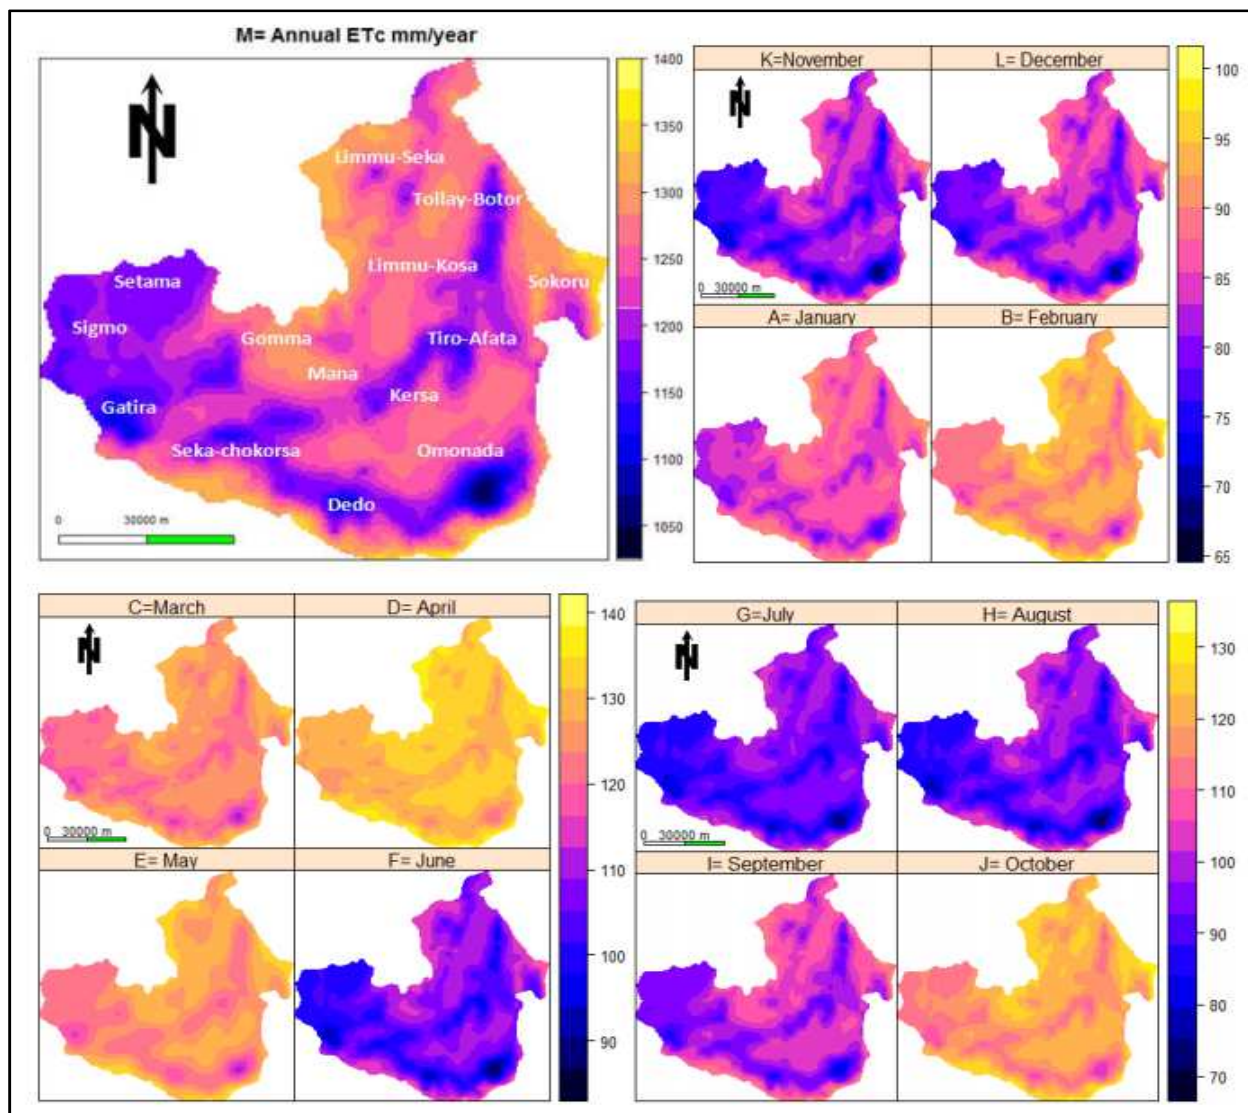 M= Annual ETc mm/year
N
Limmu-Seka
Tollay-Botor
Limmu-Kosa
Sokoru
Setama
Sigmo
Gomma
Tiro-Afata
Mana
Kersa
Gatira
Seka-chokorsa
Omonada
Dedo
0 30000 m
1400
1350
1300
1250
1200
1150
1100
1050
K=November
L= December
N
0 30000 m
A= January
B= February
100
95
90
85
80
75
70
65
C=March
D= April
N
0 30000 m
E= May
F= June
140
130
120
110
100
90
G=July
H= August
N
0 30000 m
I= September
J= October
130
120
110
100
90
80
70